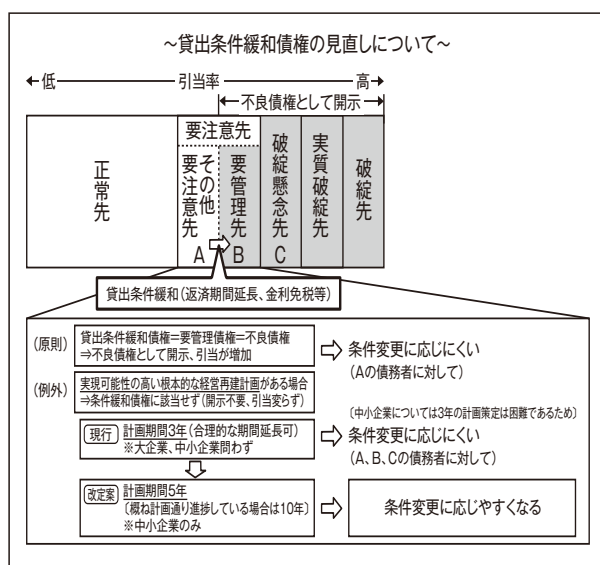 ～貸出条件緩和債権の見直しについて～
←低 引当率 高→
←不良債権として開示→
正常先
要注意先
その他要注意先
A
要管理先
B
破綻懸念先
C
実質破綻先
破綻先
貸出条件緩和(返済期間延長、金利免税等)
(原則)
貸出条件緩和債権＝要管理債権＝不良債権
⇒不良債権として開示、引当が増加
条件変更に応じにくい
(Aの債務者に対して)
(例外)
実現可能性の高い根本的な経営再建計画がある場合
⇒条件緩和債権に該当せず(開示不要、引当変らず)
〔中小企業については3年の計画策定は困難であるため〕
現行 計画期間3年(合理的な期間延長可)
※大企業、中小企業問わず
条件変更に応じにくい
(A、B、Cの債務者に対して)
改定案 計画期間5年
〔概ね計画通り進捗している場合は10年〕
※中小企業のみ
条件変更に応じやすくなる